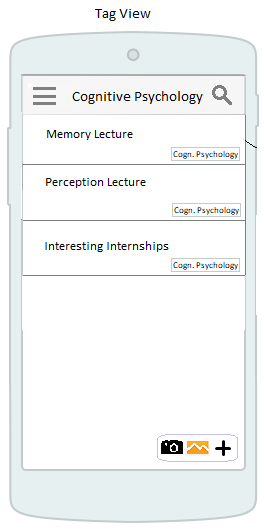 Tag View
Cognitive Psychology
Memory Lecture
Cogn. Psychology
Perception Lecture
Cogn. Psychology
Interesting Internships
Cogn. Psychology